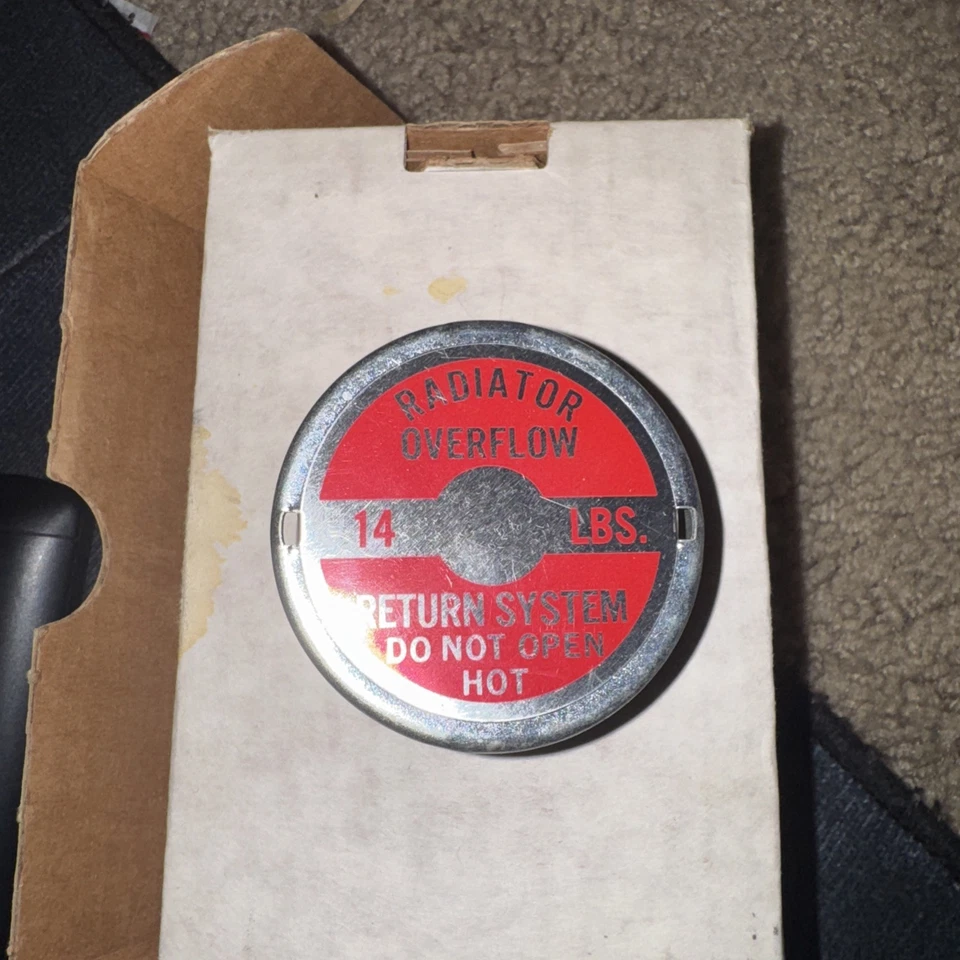 RADIATOR
OVERFLOW
14 LBS.
RETURN SYSTEM
DO NOT OPEN
HOT